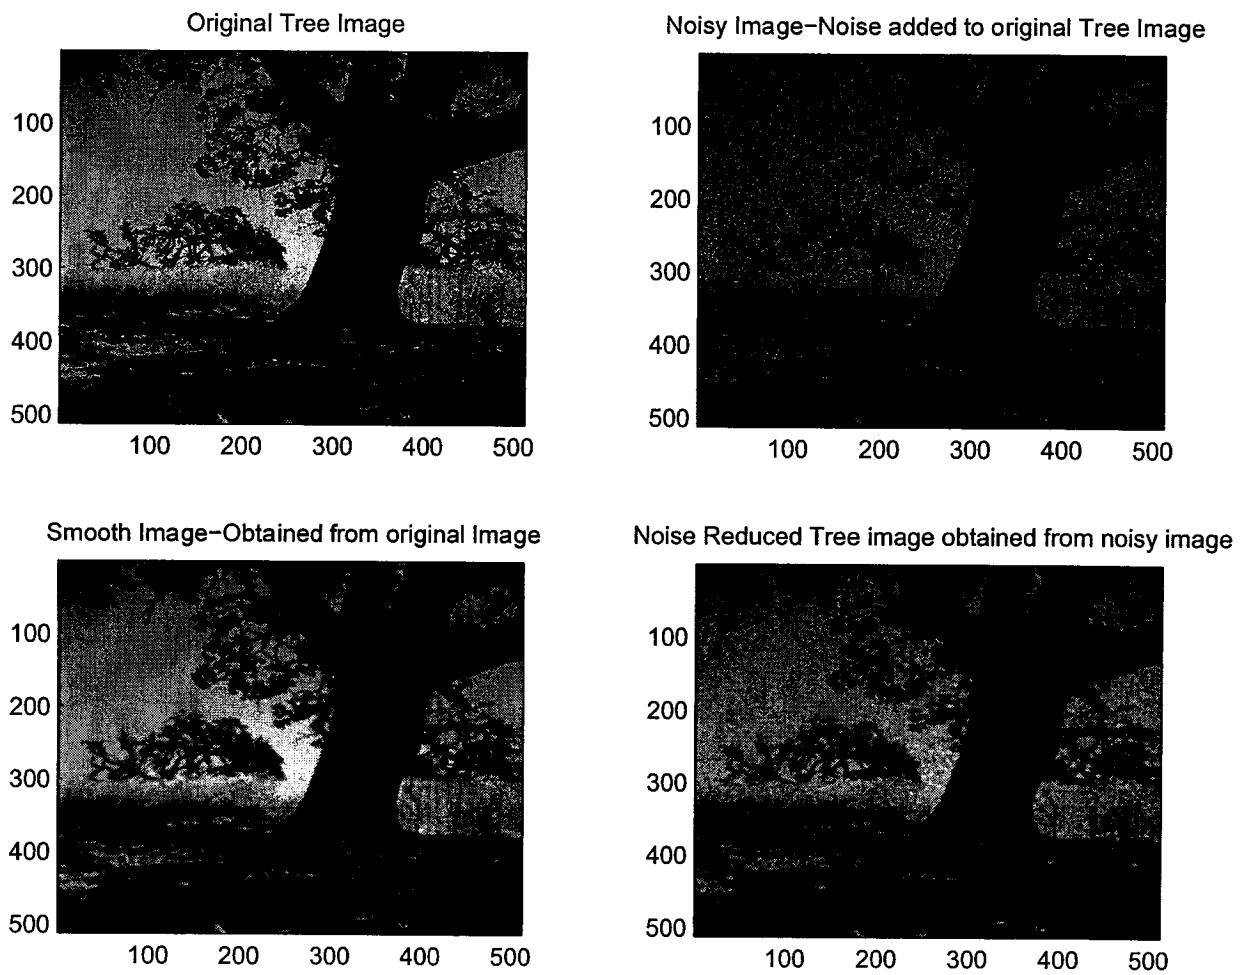 Original Tree Image
Noisy Image−Noise added to original Tree Image
100
200
300
400
500
100 200 300 400 500
100
200
300
400
500
100 200 300 400 500
Smooth Image−Obtained from original Image
Noise Reduced Tree image obtained from noisy image
100
200
300
400
500
100 200 300 400 500
100
200
300
400
500
100 200 300 400 500